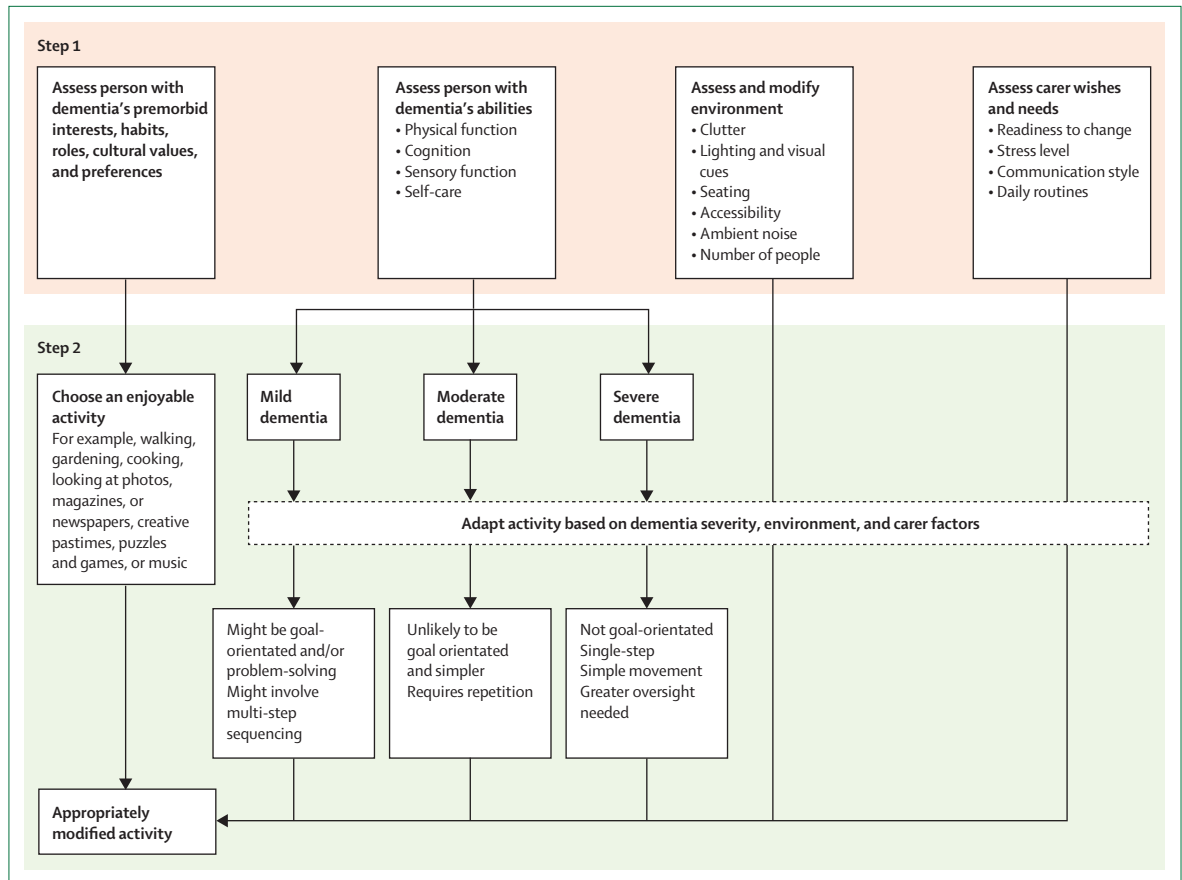 Step 1
Assess person with
dementia's premorbid
interests, habits,
roles, cultural values,
and preferences
Assess person with
dementia's abilities
• Physical function
• Cognition
• Sensory function
• Self-care
Assess and modify
environment
• Clutter
• Lighting and visual
cues
• Seating
• Accessibility
• Ambient noise
• Number of people
Assess carer wishes
and needs
• Readiness to change
• Stress level
• Communication style
• Daily routines
Step 2
Choose an enjoyable
activity
For example, walking,
gardening, cooking,
looking at photos,
magazines, or
newspapers, creative
pastimes, puzzles
and games, or music
Mild
dementia
Moderate
dementia
Severe
dementia
Adapt activity based on dementia severity, environment, and carer factors
Might be goal-
orientated and/or
problem-solving
Might involve
multi-step
sequencing
Unlikely to be
goal orientated
and simpler
Requires repetition
Not goal-orientated
Single-step
Simple movement
Greater oversight
needed
Appropriately
modified activity